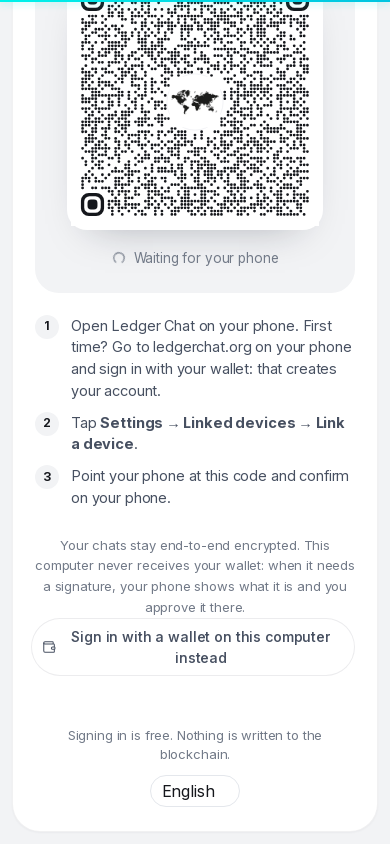 Waiting for your phone
1
Open Ledger Chat on your phone. First
time? Go to ledgerchat.org on your phone
and sign in with your wallet: that creates
your account.
2
Tap Settings → Linked devices → Link
a device.
3
Point your phone at this code and confirm
on your phone.
Your chats stay end-to-end encrypted. This
computer never receives your wallet: when it needs
a signature, your phone shows what it is and you
approve it there.
Sign in with a wallet on this computer
instead
Signing in is free. Nothing is written to the
blockchain.
English